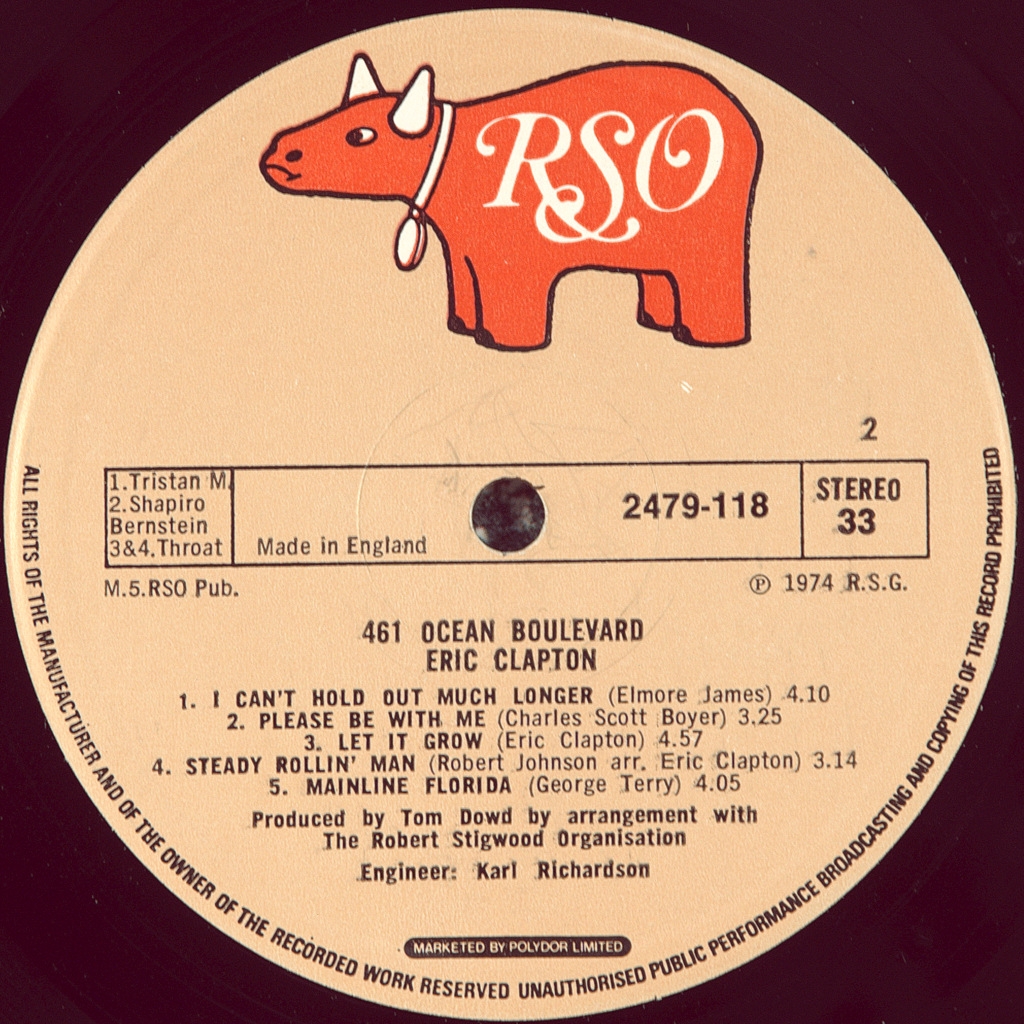 RSO
2
1.Tristan M.
2.Shapiro
Bernstein
3&4.Throat
Made in England
2479-118
STEREO
33
M.5.RSO Pub.
℗ 1974 R.S.G.
461 OCEAN BOULEVARD
ERIC CLAPTON
1. I CAN'T HOLD OUT MUCH LONGER (Elmore James) 4.10
2. PLEASE BE WITH ME (Charles Scott Boyer) 3.25
3. LET IT GROW (Eric Clapton) 4.57
4. STEADY ROLLIN' MAN (Robert Johnson arr. Eric Clapton) 3.14
5. MAINLINE FLORIDA (George Terry) 4.05
Produced by Tom Dowd by arrangement with
The Robert Stigwood Organisation
Engineer: Karl Richardson
MARKETED BY POLYDOR LIMITED
ALL RIGHTS OF THE MANUFACTURER AND OF THE OWNER OF THE RECORDED WORK RESERVED UNAUTHORISED PUBLIC PERFORMANCE BROADCASTING AND COPYING OF THIS RECORD PROHIBITED